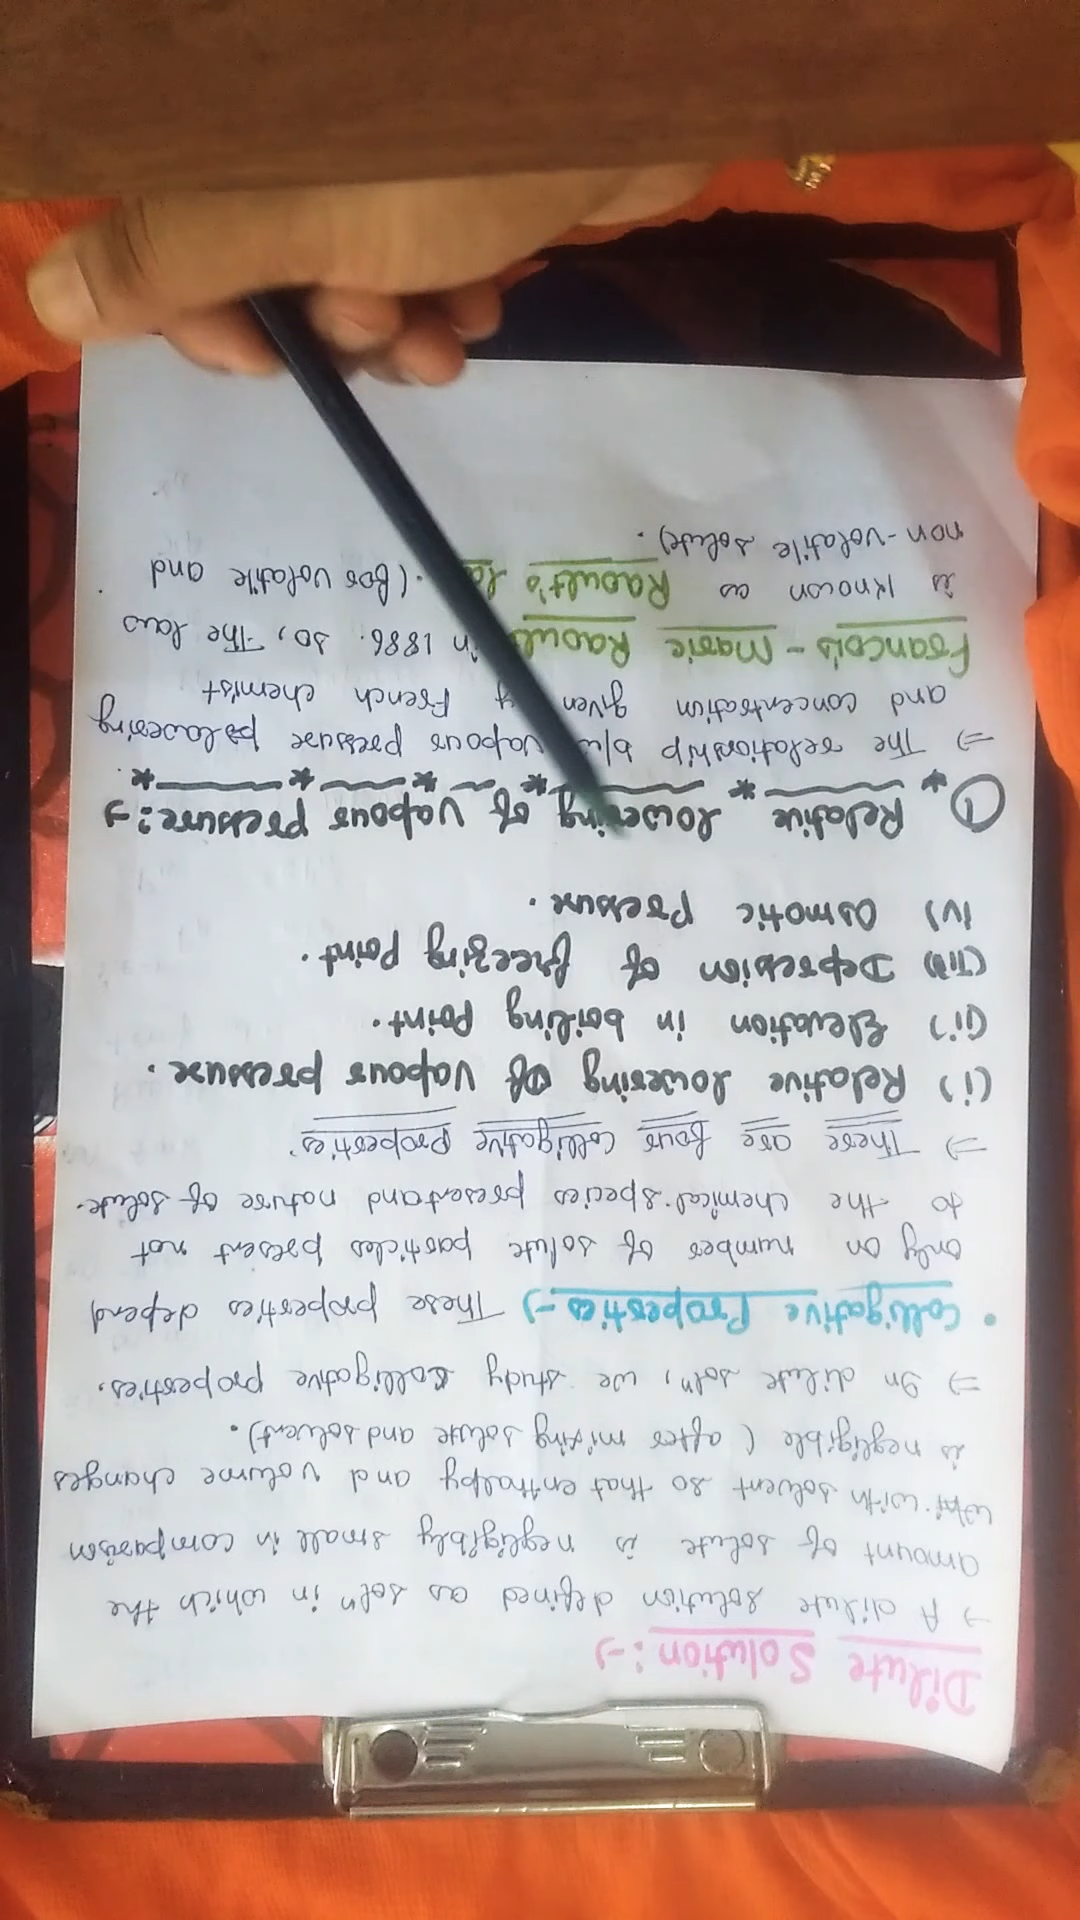 Dilute Solution :→
→ A dilute solution defined as solⁿ in which the
amount of solute is negligibly small in comparison
with solvent so that enthalpy and volume changes
is negligible (after mixing solute and solvent).
⇒ In dilute solⁿ, we study colligative properties.
• Colligative Properties → These properties depend
only on number of solute particles present not
to the chemical species present and nature of solute.
⇒ These are four colligative properties.
(i) Relative lowering of vapour pressure.
(ii) Elevation in boiling point.
(iii) Depression of freezing point.
iv) Osmotic Pressure.
① Relative lowering of vapour pressure :→
⇒ The relationship b/w vapour pressure lowering
and concentration given French chemist
Francois - Marie in 1886. so, The law
is known as Raoult's (For volatile and
non-volatile solute).